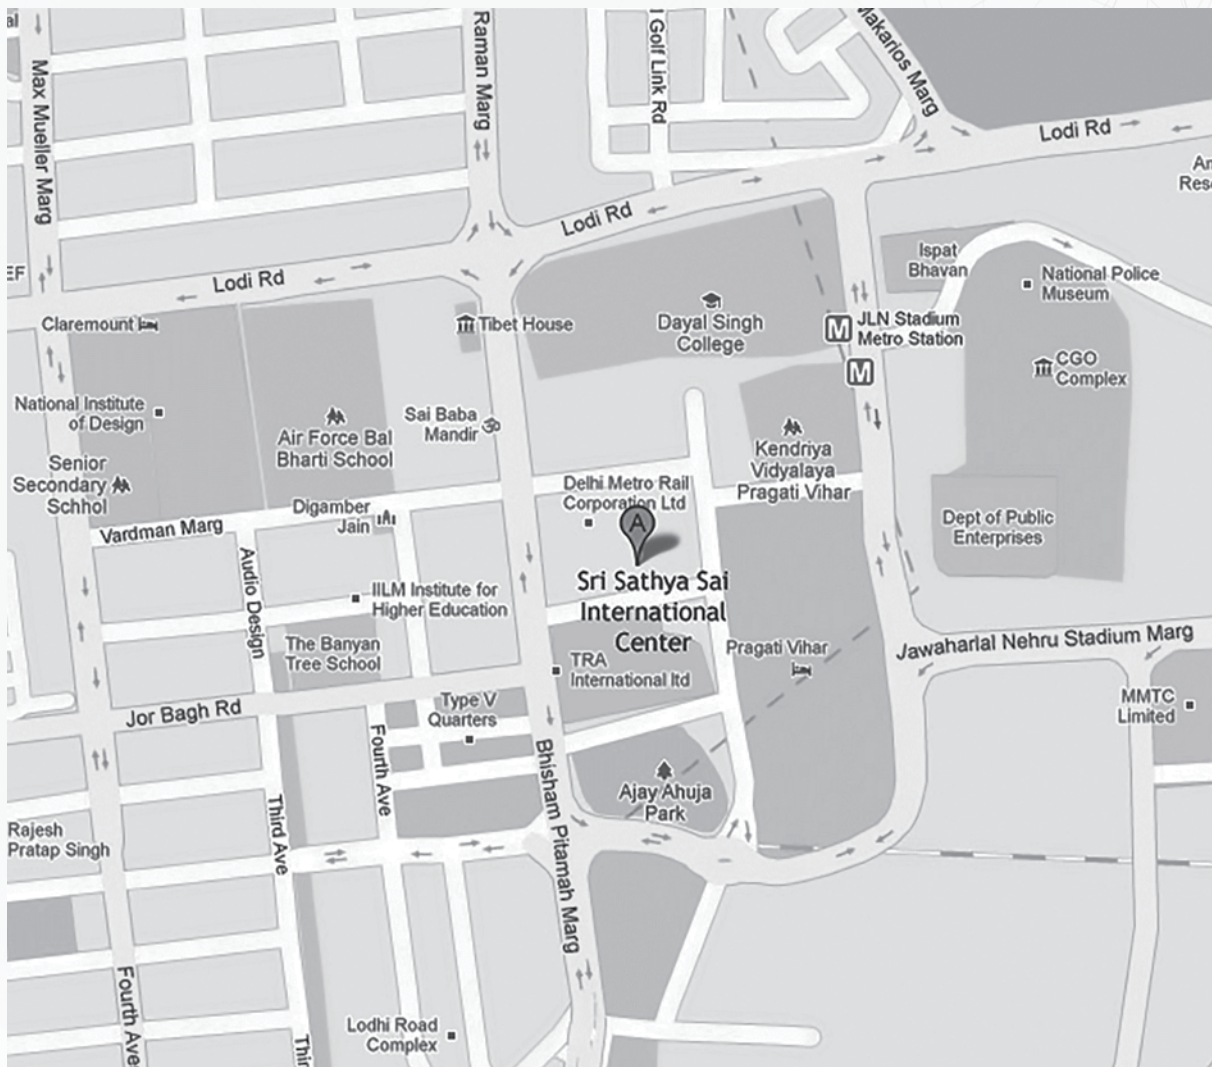 al
Max Mueller Marg
Raman Marg
Golf Link Rd
Makarios Marg
Lodi Rd
Lodi Rd
Lodi Rd
EF
Claremount
Tibet House
Dayal Singh
College
Ispat
Bhavan
National Police
Museum
JLN Stadium
Metro Station
M
M
CGO
Complex
National Institute
of Design
Air Force Bal
Bharti School
Sai Baba
Mandir
Kendriya
Vidyalaya
Pragati Vihar
Senior
Secondary
Schhol
Digamber
Jain
Delhi Metro Rail
Corporation Ltd
A
Vardman Marg
Dept of Public
Enterprises
Audio Design
IILM Institute for
Higher Education
Sri Sathya Sai
International
Center
The Banyan
Tree School
TRA
International ltd
Pragati Vihar
Jawaharlal Nehru Stadium Marg
MMTC
Limited
Jor Bagh Rd
Type V
Quarters
Fourth Ave
Bhisham Pitamah Marg
Ajay Ahuja
Park
Rajesh
Pratap Singh
Third Ave
Fourth Ave
Lodhi Road
Complex
Thir